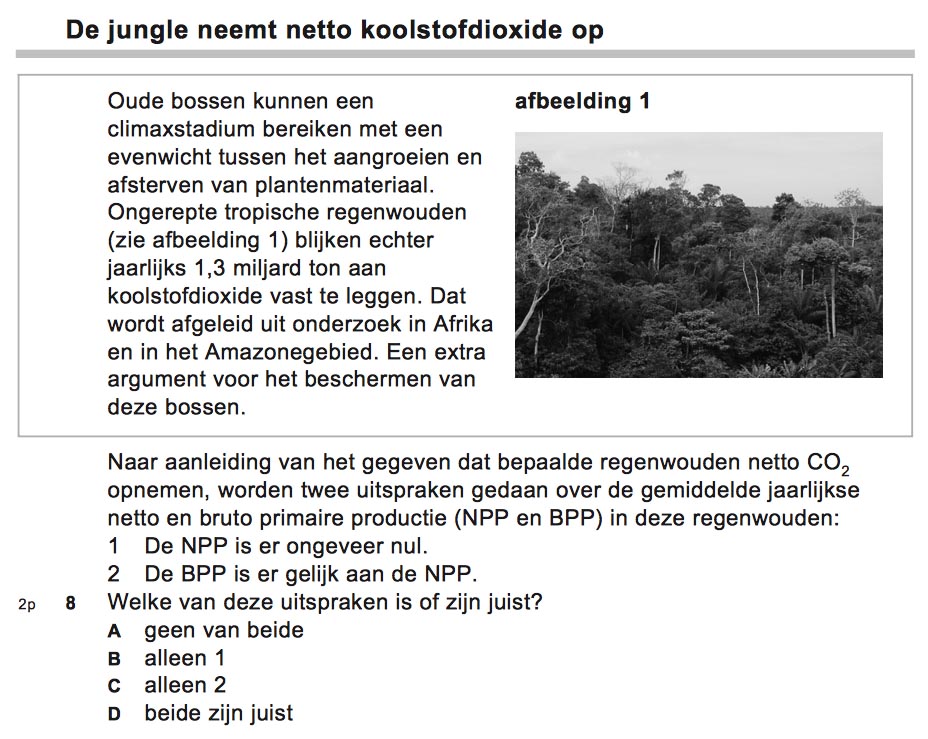 De jungle neemt netto koolstofdioxide op
Oude bossen kunnen een
climaxstadium bereiken met een
evenwicht tussen het aangroeien en
afsterven van plantenmateriaal.
Ongerepte tropische regenwouden
(zie afbeelding 1) blijken echter
jaarlijks 1,3 miljard ton aan
koolstofdioxide vast te leggen. Dat
wordt afgeleid uit onderzoek in Afrika
en in het Amazonegebied. Een extra
argument voor het beschermen van
deze bossen.
afbeelding 1
Naar aanleiding van het gegeven dat bepaalde regenwouden netto CO₂
opnemen, worden twee uitspraken gedaan over de gemiddelde jaarlijkse
netto en bruto primaire productie (NPP en BPP) in deze regenwouden:
1 De NPP is er ongeveer nul.
2 De BPP is er gelijk aan de NPP.
2p 8 Welke van deze uitspraken is of zijn juist?
A geen van beide
B alleen 1
C alleen 2
D beide zijn juist